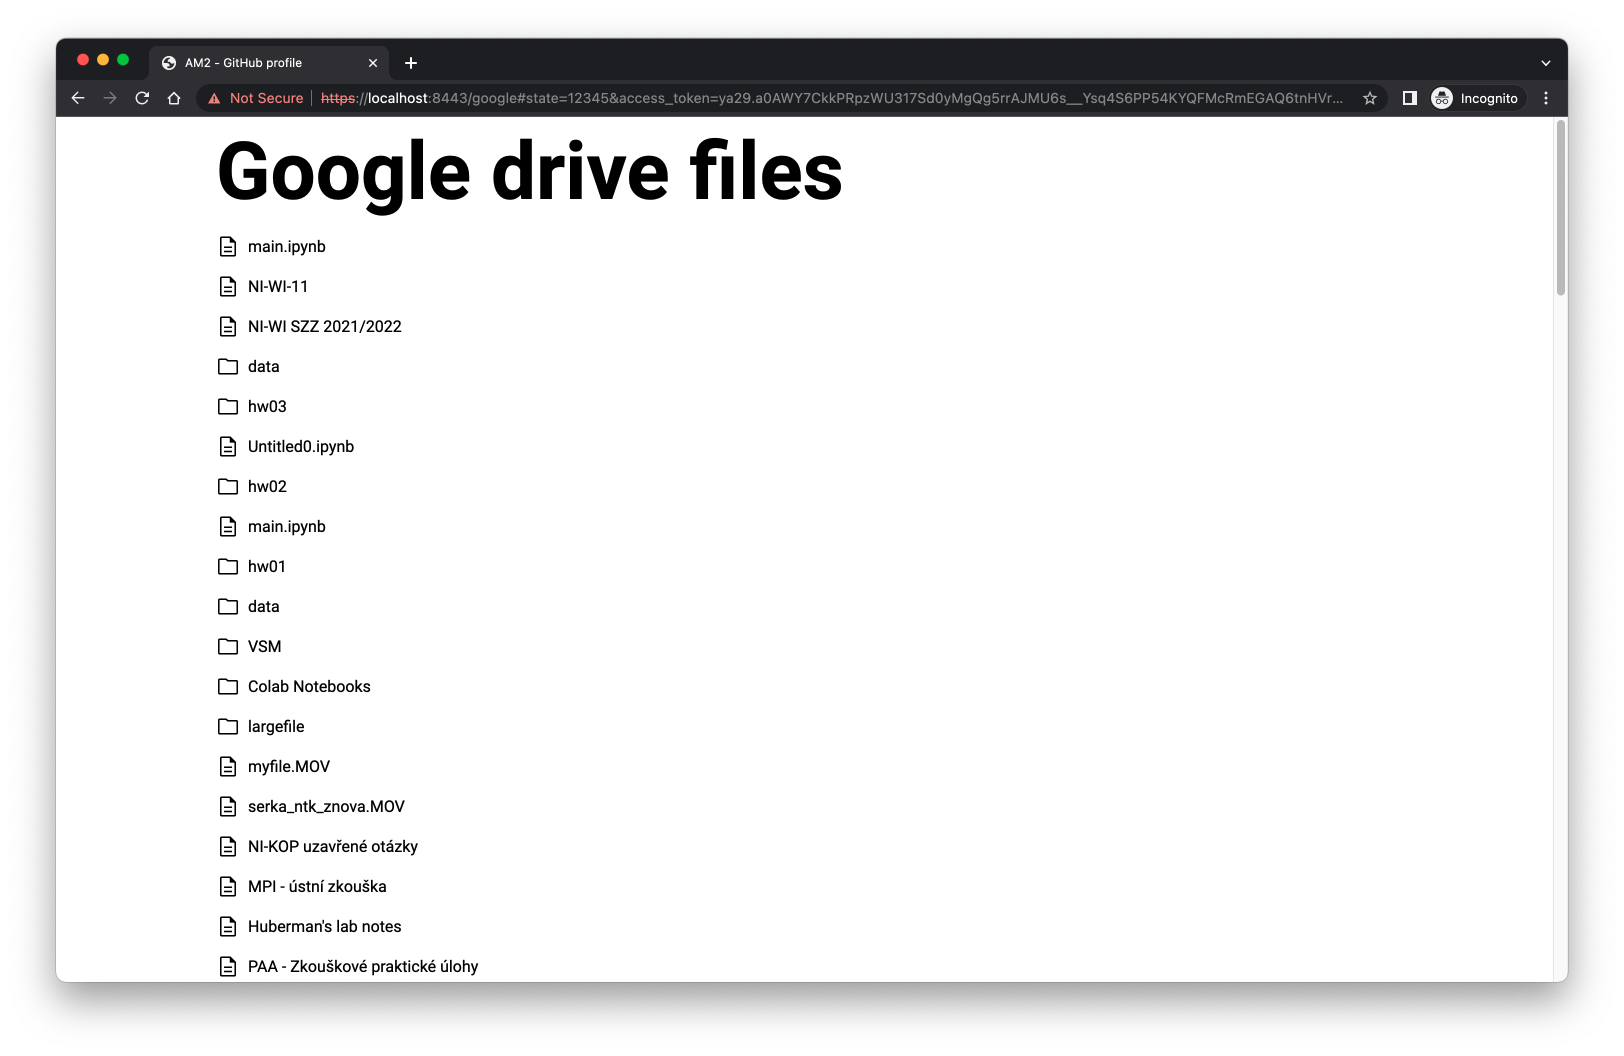 AM2 - GitHub profile
Not Secure https://localhost:8443/google#state=12345&access_token=ya29.a0AWY7CkkPRpzWU317Sd0yMgQg5rrAJMU6s__Ysq4S6PP54KYQFMcRmEGAQ6tnHVr... Incognito
Google drive files
main.ipynb
NI-WI-11
NI-WI SZZ 2021/2022
data
hw03
Untitled0.ipynb
hw02
main.ipynb
hw01
data
VSM
Colab Notebooks
largefile
myfile.MOV
serka_ntk_znova.MOV
NI-KOP uzavřené otázky
MPI - ústní zkouška
Huberman's lab notes
PAA - Zkouškové praktické úlohy